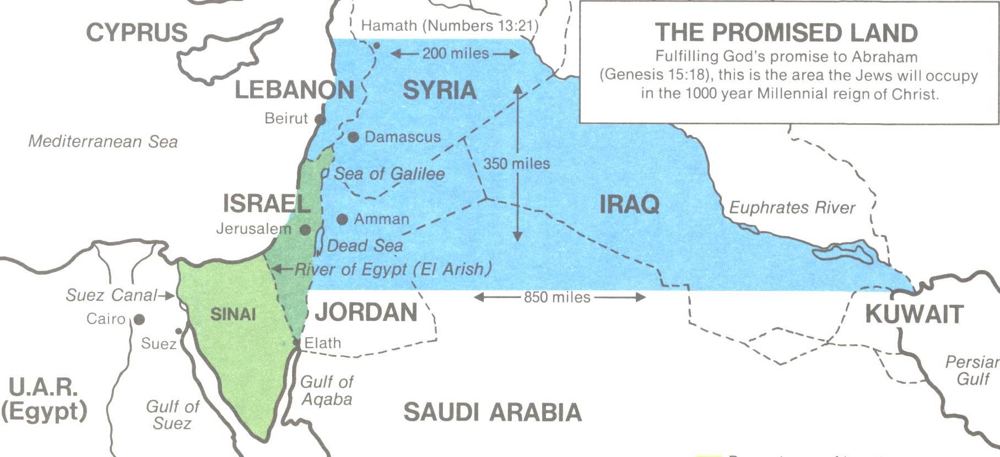 CYPRUS
Hamath (Numbers 13:21)
200 miles
THE PROMISED LAND
Fulfilling God's promise to Abraham
(Genesis 15:18), this is the area the Jews will occupy
in the 1000 year Millennial reign of Christ.
LEBANON
SYRIA
Beirut
Damascus
Mediterranean Sea
350 miles
Sea of Galilee
ISRAEL
IRAQ
Euphrates River
Amman
Jerusalem
Dead Sea
River of Egypt (El Arish)
Suez Canal
850 miles
SINAI
JORDAN
KUWAIT
Cairo
Suez
Elath
Persian
Gulf
U.A.R.
(Egypt)
Gulf of
Aqaba
Gulf of
Suez
SAUDI ARABIA